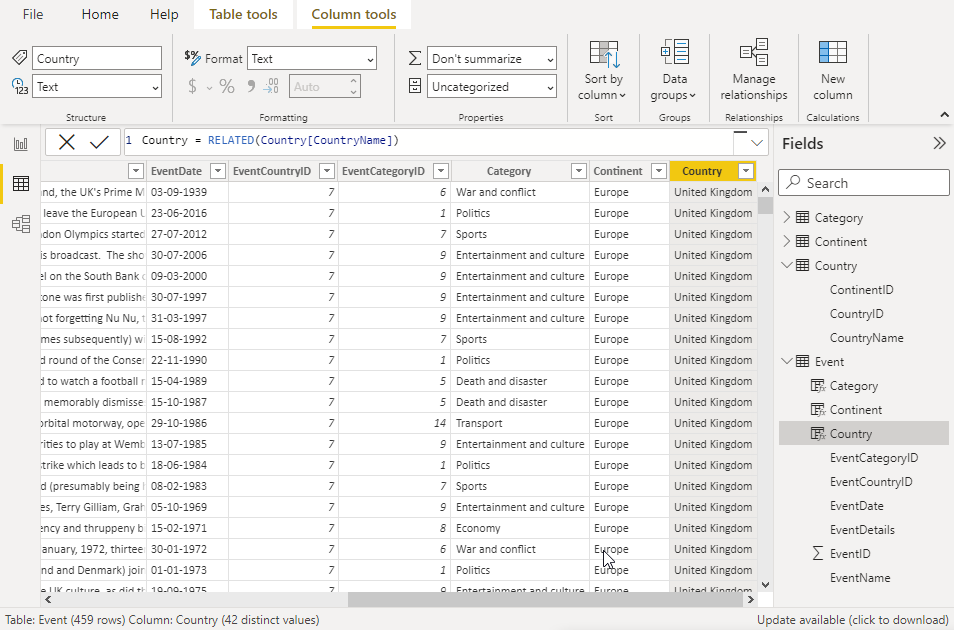 File Home Help Table tools Column tools
Country $% Format Text Don't summarize
123 Text $ % 9 .00 Auto Uncategorized
Sort by column Data groups Manage relationships New column
Structure Formatting Properties Sort Groups Relationships Calculations
1 Country = RELATED(Country[CountryName])
EventDate EventCountryID EventCategoryID Category Continent Country
and, the UK's Prime M 03-09-1939 7 6 War and conflict Europe United Kingdom
leave the European U 23-06-2016 7 1 Politics Europe United Kingdom
ndon Olympics started 27-07-2012 7 7 Sports Europe United Kingdom
is broadcast. The sho 30-07-2006 7 9 Entertainment and culture Europe United Kingdom
el on the South Bank 09-03-2000 7 9 Entertainment and culture Europe United Kingdom
one was first publishe 30-07-1997 7 9 Entertainment and culture Europe United Kingdom
not forgetting Nu Nu, t 31-03-1997 7 9 Entertainment and culture Europe United Kingdom
mes subsequently) wi 15-08-1992 7 7 Sports Europe United Kingdom
d round of the Conser 22-11-1990 7 1 Politics Europe United Kingdom
d to watch a football r 15-04-1989 7 5 Death and disaster Europe United Kingdom
memorably dismisse 15-10-1987 7 5 Death and disaster Europe United Kingdom
orbital motorway, ope 29-10-1986 7 14 Transport Europe United Kingdom
rities to play at Wemb 13-07-1985 7 9 Entertainment and culture Europe United Kingdom
strike which leads to b 18-06-1984 7 1 Politics Europe United Kingdom
d (presumably being 08-02-1983 7 7 Sports Europe United Kingdom
es, Terry Gilliam, Grah 05-10-1969 7 9 Entertainment and culture Europe United Kingdom
ency and thruppeny b 15-02-1971 7 8 Economy Europe United Kingdom
anuary, 1972, thirtee 30-01-1972 7 6 War and conflict Europe United Kingdom
and Denmark) join 01-01-1973 7 1 Politics Europe United Kingdom
UK culture, as did t 19-09-1975 7 9 Entertainment and culture Europe United Kingdom
Fields
Search
Category
Continent
Country
ContinentID
CountryID
CountryName
Event
Category
Continent
Country
EventCategoryID
EventCountryID
EventDate
EventDetails
EventID
EventName
Table: Event (459 rows) Column: Country (42 distinct values) Update available (click to download)